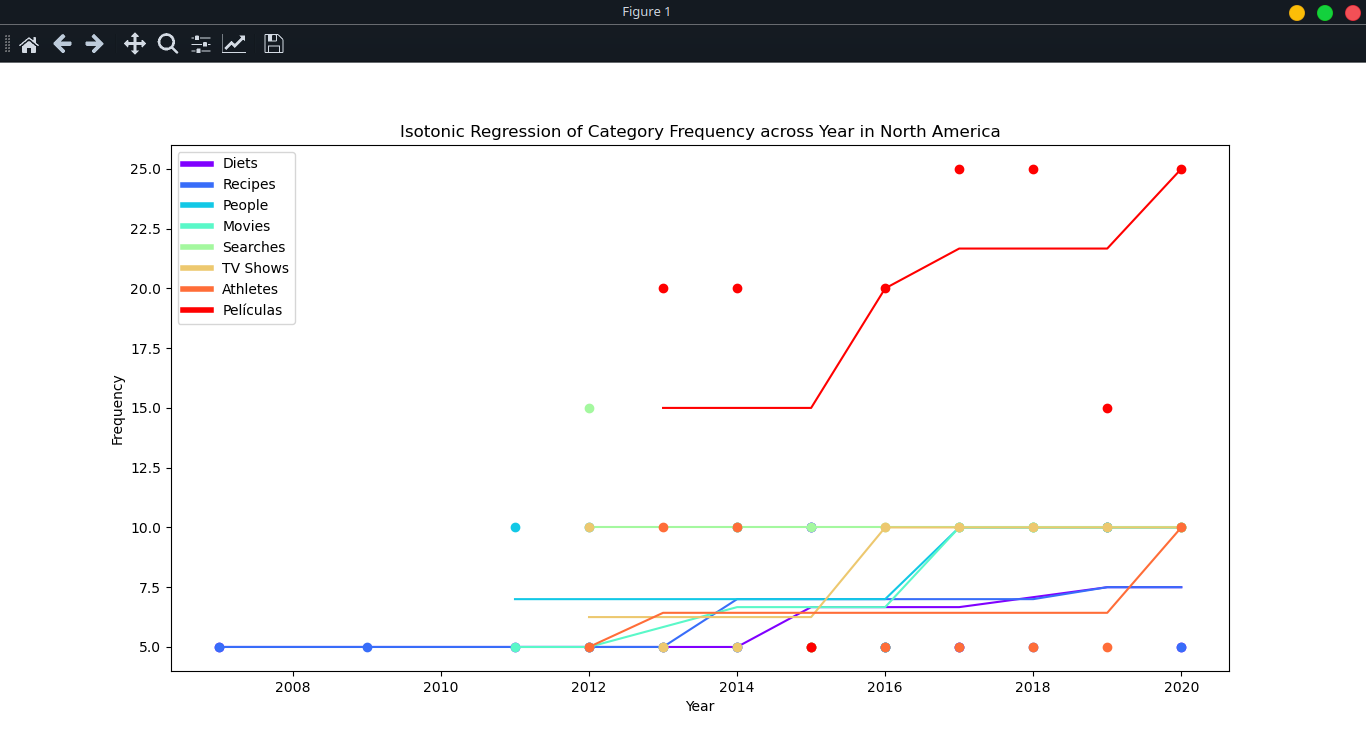 Figure 1
Isotonic Regression of Category Frequency across Year in North America
Diets
Recipes
People
Movies
Searches
TV Shows
Athletes
Películas
25.0
22.5
20.0
17.5
15.0
12.5
10.0
7.5
5.0
Frequency
2008 2010 2012 2014 2016 2018 2020
Year